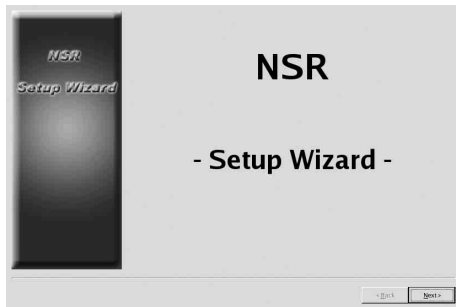 NSR
Setup Wizard
NSR
- Setup Wizard -
< Back
Next >